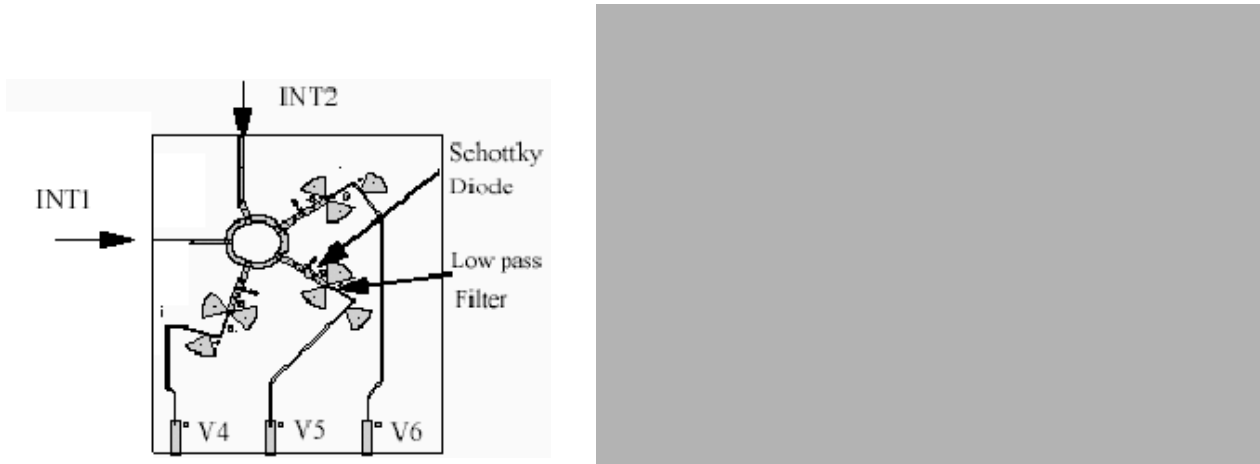 INT2
Schottky
Diode
INT1
Low pass
Filter
V4 V5 V6